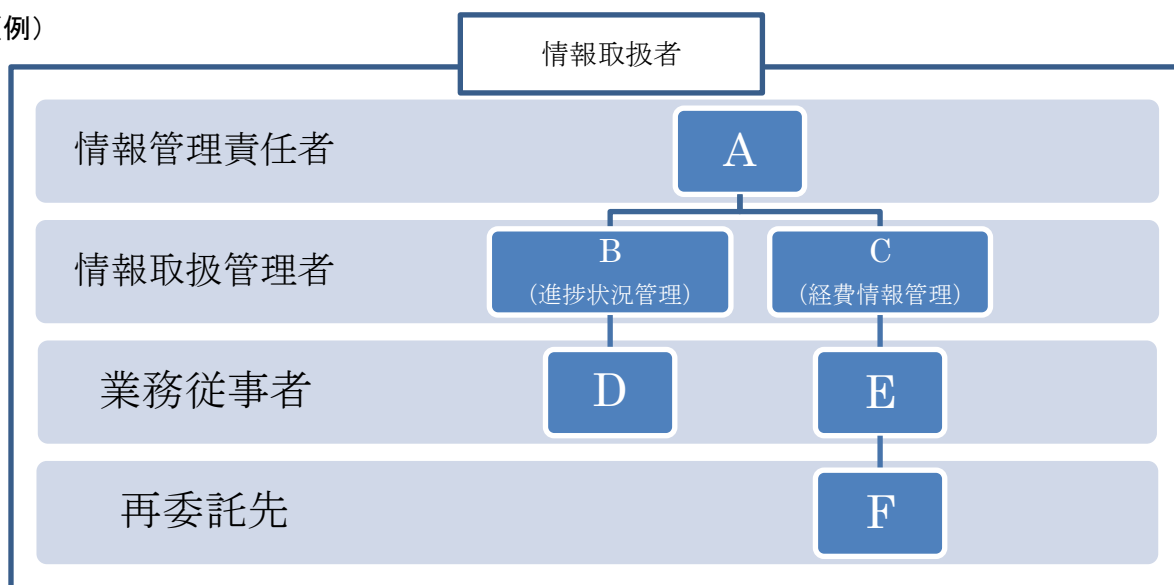 （例）
情報取扱者
情報管理責任者
A
情報取扱管理者
B
（進捗状況管理）
C
（経費情報管理）
業務従事者
D
E
再委託先
F